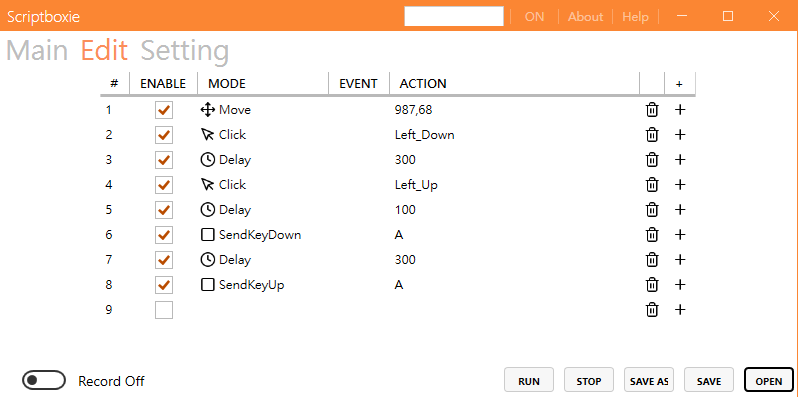 Scriptboxie ON About Help
Main Edit Setting
# ENABLE MODE EVENT ACTION +
1 Move 987,68 +
2 Click Left_Down +
3 Delay 300 +
4 Click Left_Up +
5 Delay 100 +
6 SendKeyDown A +
7 Delay 300 +
8 SendKeyUp A +
9 +
Record Off RUN STOP SAVE AS SAVE OPEN